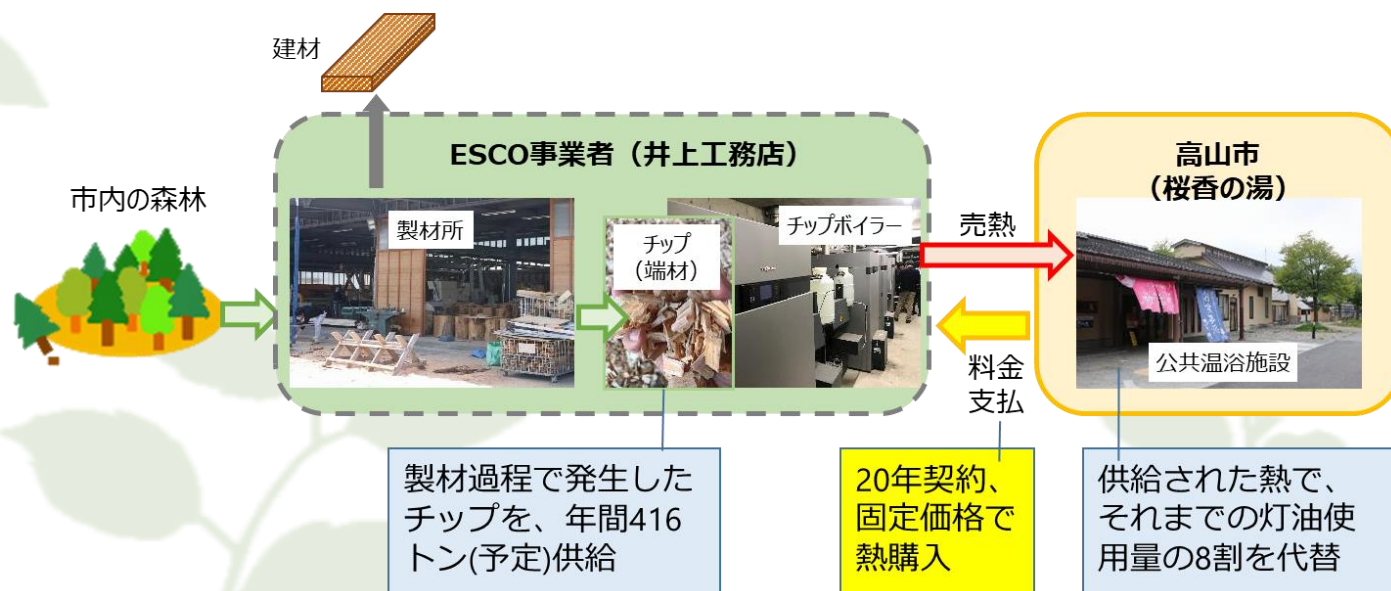 建材
ESCO事業者（井上工務店）
高山市
（桜香の湯）
市内の森林
製材所
チップ
（端材）
チップボイラー
売熱
料金
支払
公共温浴施設
製材過程で発生した
チップを、年間416
トン(予定)供給
20年契約、
固定価格で
熱購入
供給された熱で、
それまでの灯油使
用量の8割を代替